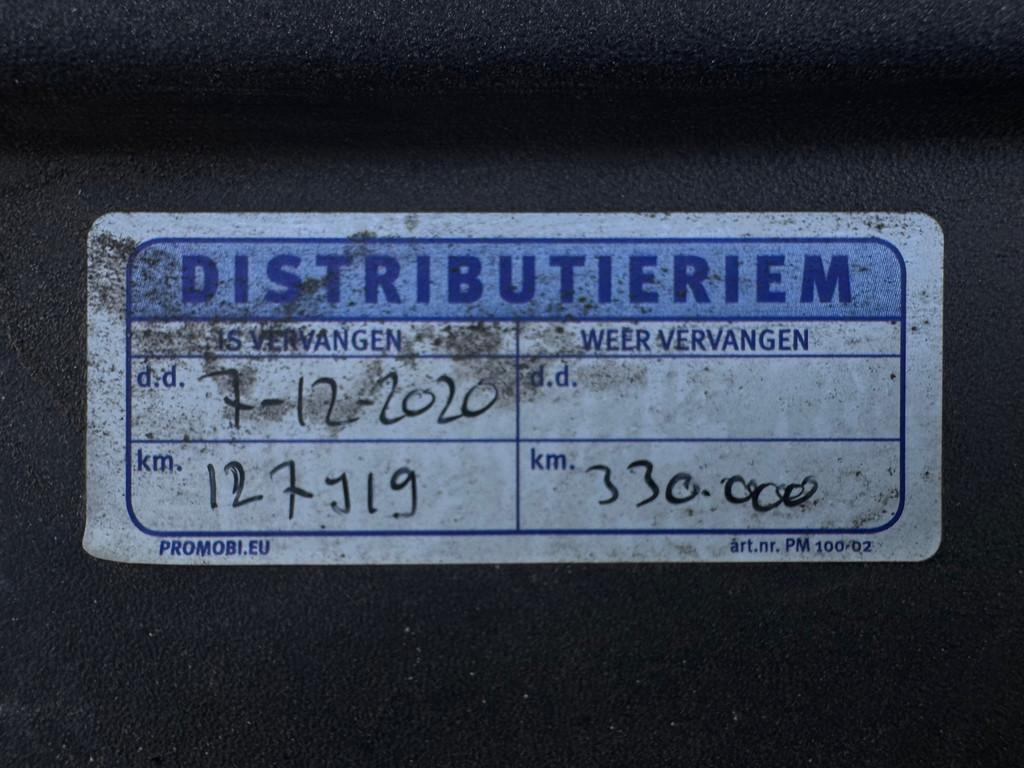 DISTRIBUTIERIEM
IS VERVANGEN WEER VERVANGEN
d.d. 7-12-2020 d.d.
km. 127919 km. 330.000
PROMOBI.EU art.nr. PM 100-02